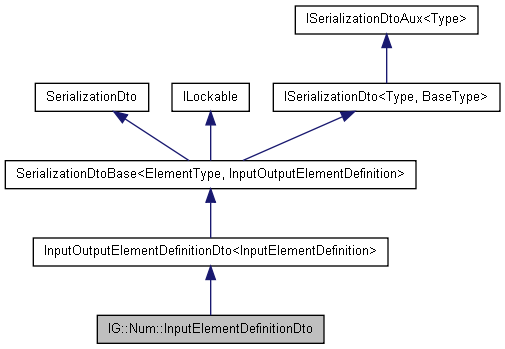 ISerializationDtoAux<Type>
SerializationDto
ILockable
ISerializationDto<Type, BaseType>
SerializationDtoBase<ElementType, InputOutputElementDefinition>
InputOutputElementDefinitionDto<InputElementDefinition>
IG::Num::InputElementDefinitionDto